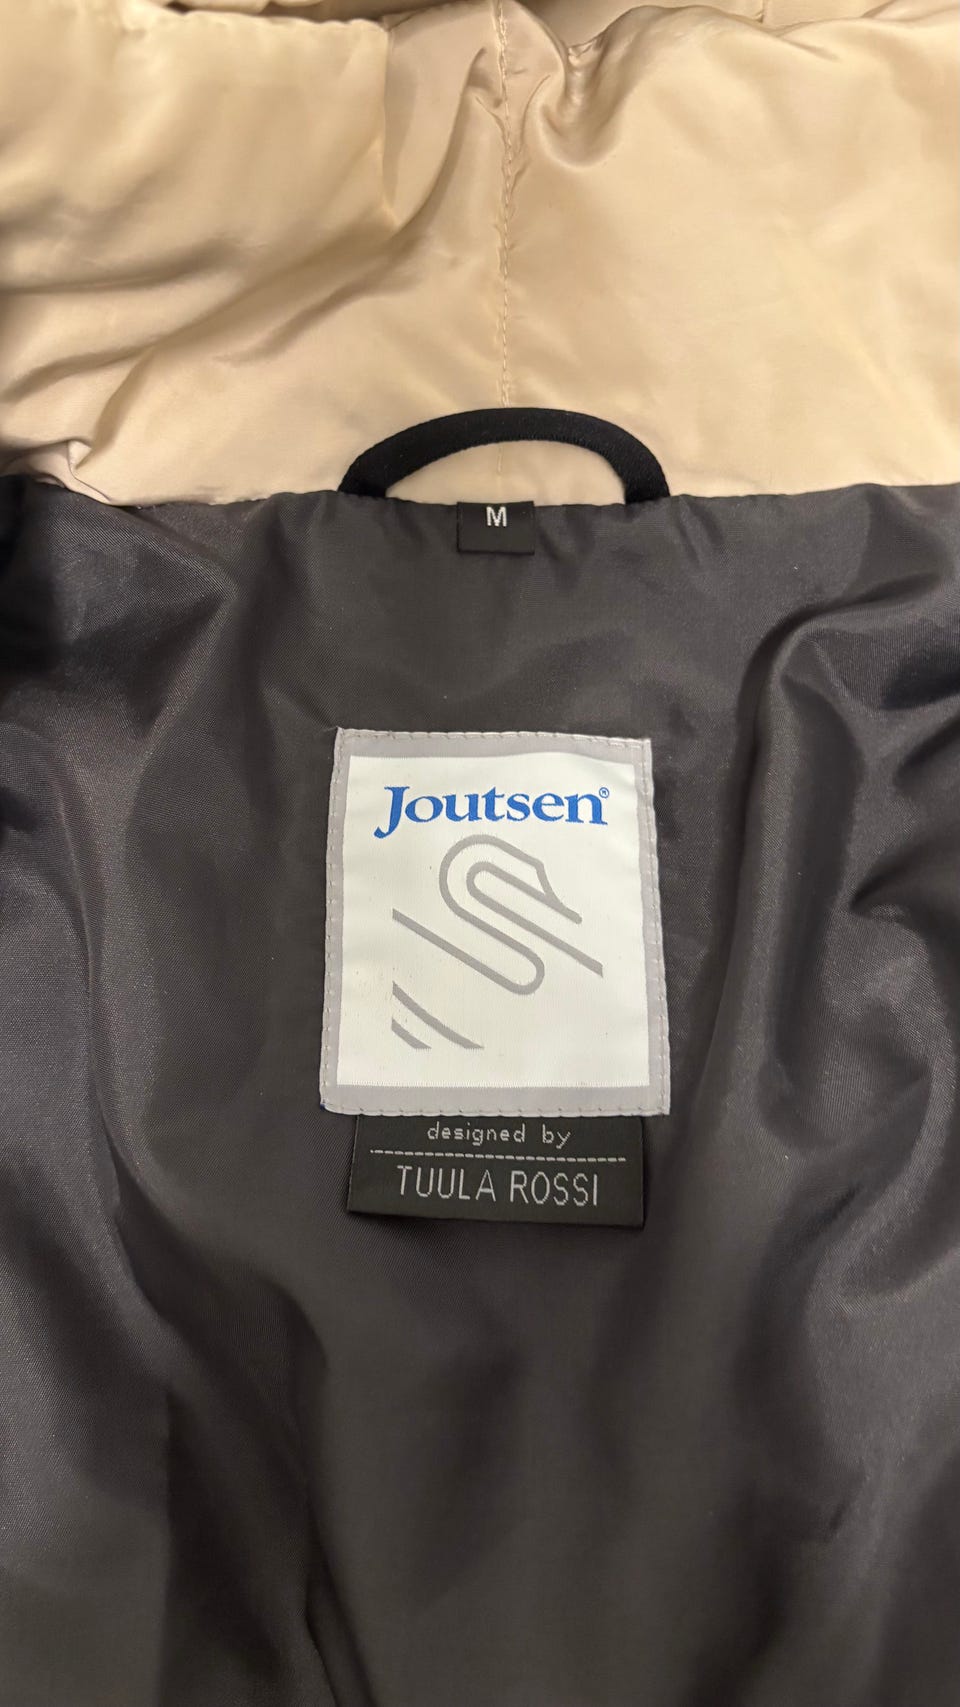 M
Joutsen®
designed by
TUULA ROSSI